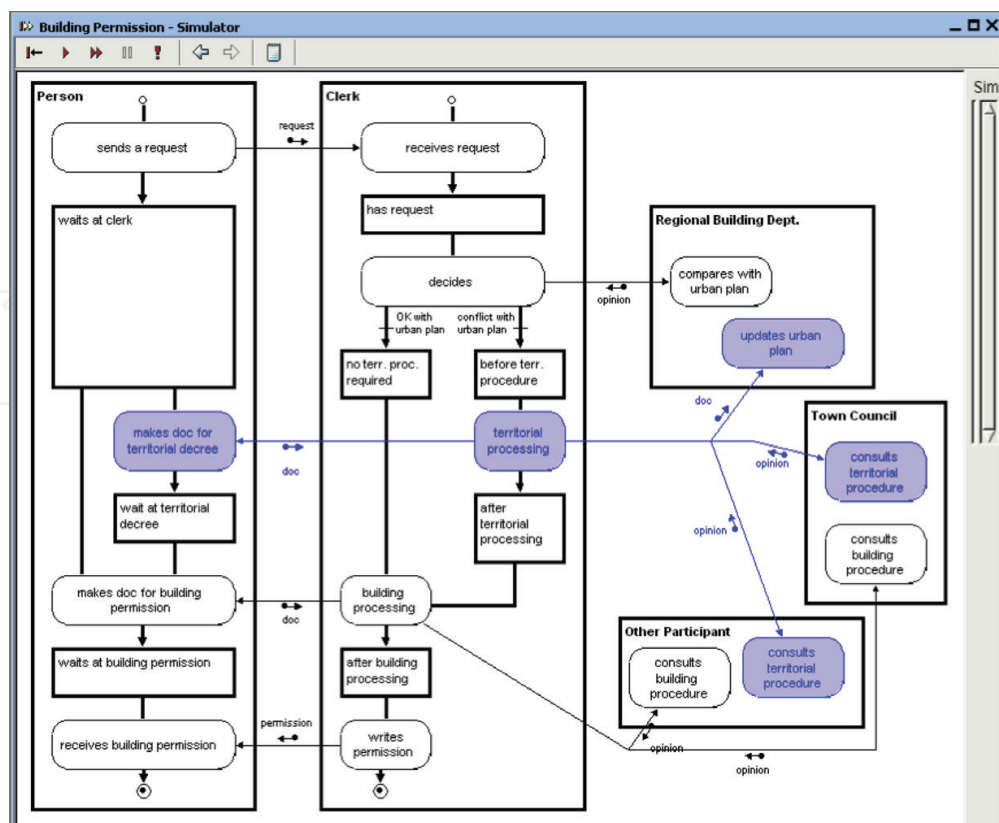 Building Permission - Simulator
Sim
Person
Clerk
sends a request
request
receives request
waits at clerk
has request
Regional Building Dept.
decides
opinion
compares with
urban plan
OK with
urban plan
conflict with
urban plan
updates urban
plan
no terr. proc.
required
before terr.
procedure
doc
Town Council
makes doc for
territorial decree
doc
territorial
processing
opinion
consults
territorial
procedure
wait at territorial
decree
after
territorial
processing
opinion
consults
building
procedure
makes doc for building
permission
doc
building
processing
Other Participant
waits at building permission
after building
processing
consults
building
procedure
consults
territorial
procedure
receives building permission
permission
writes
permission
opinion
opinion